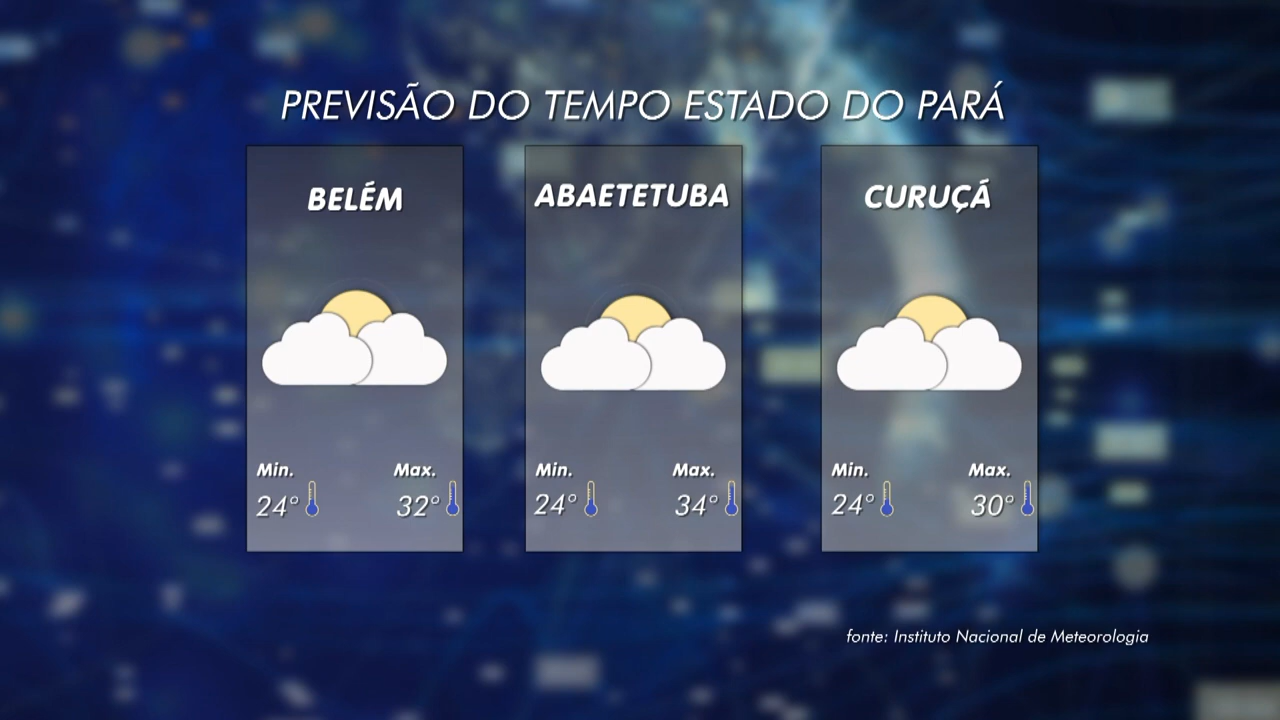 PREVISÃO DO TEMPO ESTADO DO PARÁ
BELÉM
Min. Max.
24° 32°
ABAETETUBA
Min. Max.
24° 34°
CURUÇÁ
Min. Max.
24° 30°
fonte: Instituto Nacional de Meteorologia